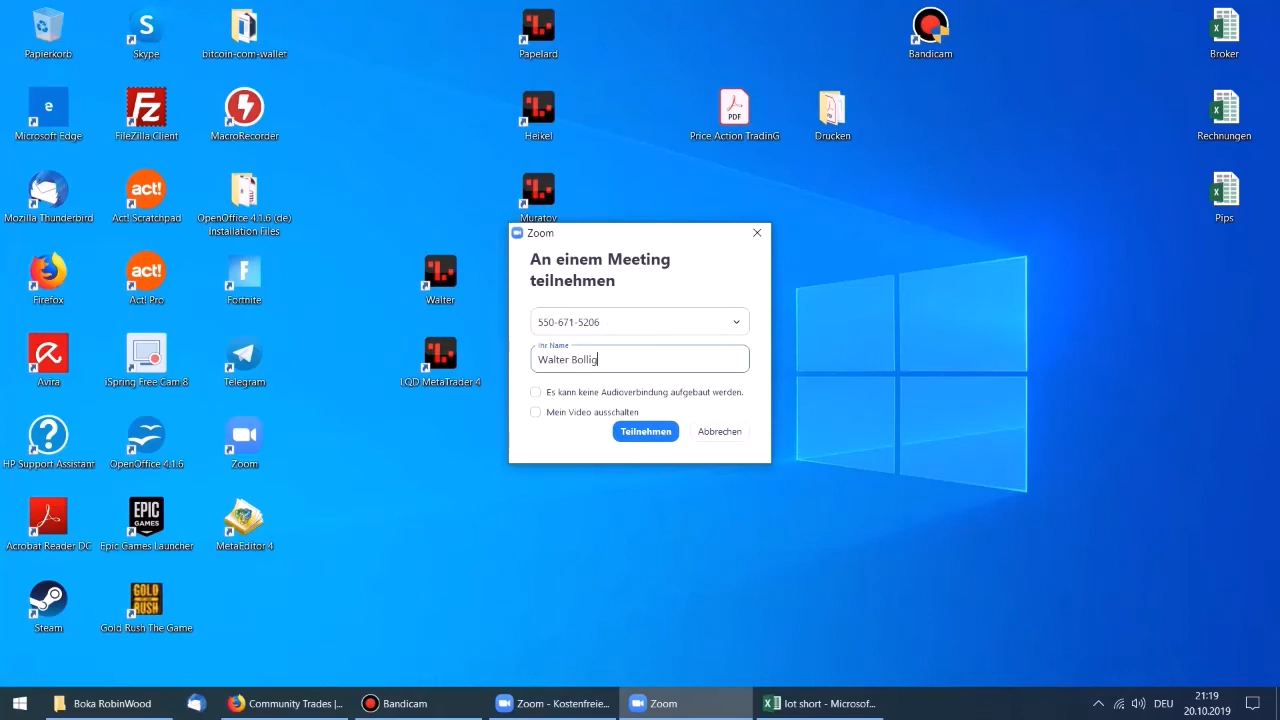 Papierkorb
Skype
bitcoin-com-wallet
Papelard
Bandicam
Broker
Microsoft Edge
FileZilla Client
MacroRecorder
Heikel
PDF
Price Action TradinG
Drucken
Rechnungen
Mozilla Thunderbird
act!
Act! Scratchpad
OpenOffice 4.1.6 (de)
Installation Files
Muratov
Pips
Zoom
An einem Meeting
teilnehmen
Firefox
act!
Act! Pro
Fortnite
Walter
550-671-5206
Ihr Name
Walter Bollig
Avira
iSpring Free Cam 8
Telegram
LQD MetaTrader 4
Es kann keine Audioverbindung aufgebaut werden.
Mein Video ausschalten
Teilnehmen
Abbrechen
HP Support Assistant
OpenOffice 4.1.6
Zoom
EPIC
GAMES
Acrobat Reader DC
Epic Games Launcher
MetaEditor 4
GOLD
RUSH
Steam
Gold Rush The Game
Boka RobinWood
Community Trades |...
Bandicam
Zoom - Kostenfreie...
Zoom
lot short - Microsof...
DEU
21:19
20.10.2019